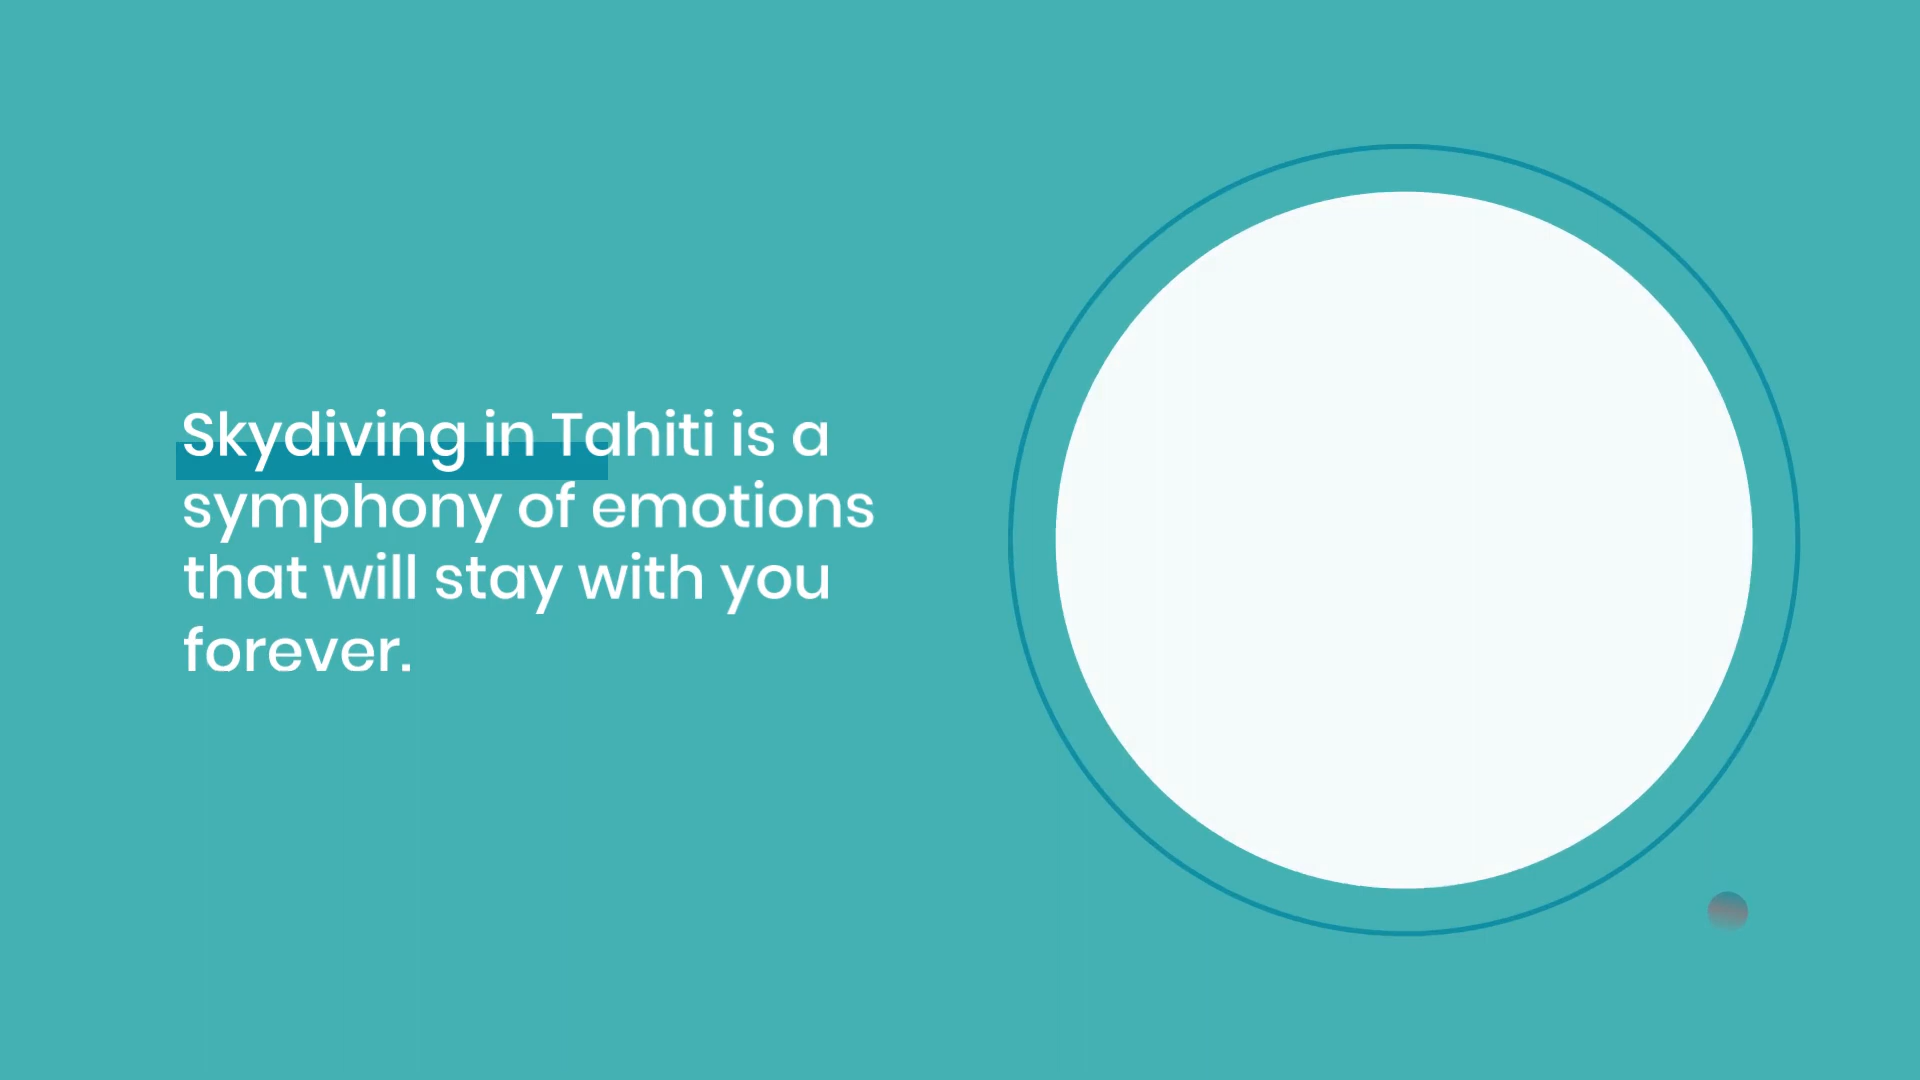 Skydiving in Tahiti is a
symphony of emotions
that will stay with you
forever.